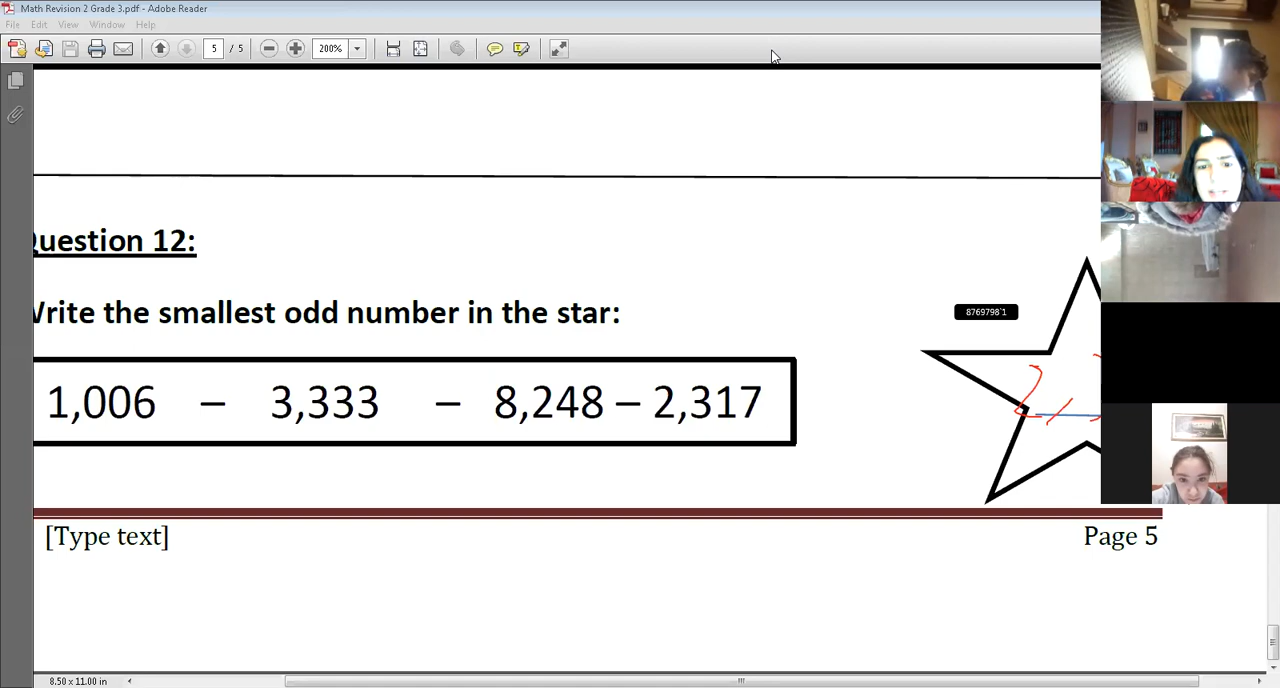 Math Revision 2 Grade 3.pdf - Adobe Reader
File Edit View Window Help
5 / 5 200%
uestion 12:
Write the smallest odd number in the star:
8769798`1
1,006 – 3,333 – 8,248 – 2,317
2,
[Type text] Page 5
8.50 x 11.00 in